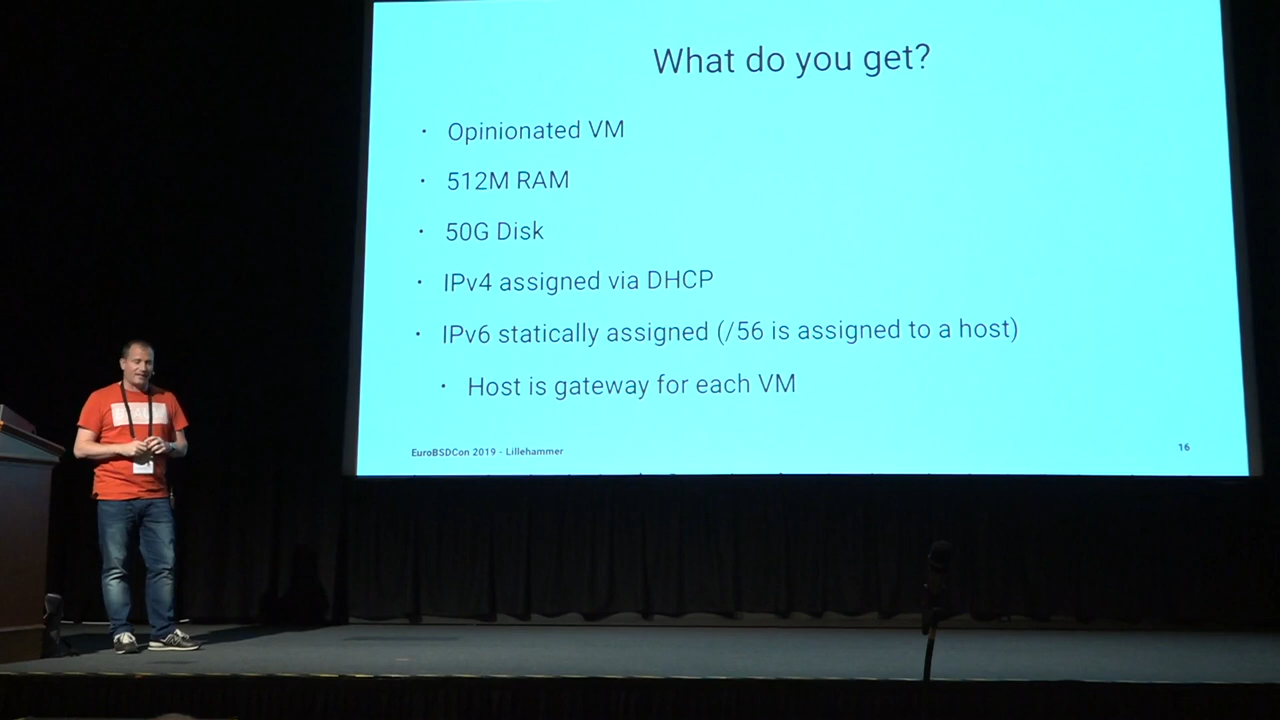 What do you get?
· Opinionated VM
· 512M RAM
· 50G Disk
· IPv4 assigned via DHCP
· IPv6 statically assigned (/56 is assigned to a host)
· Host is gateway for each VM
EuroBSDCon 2019 - Lillehammer
16